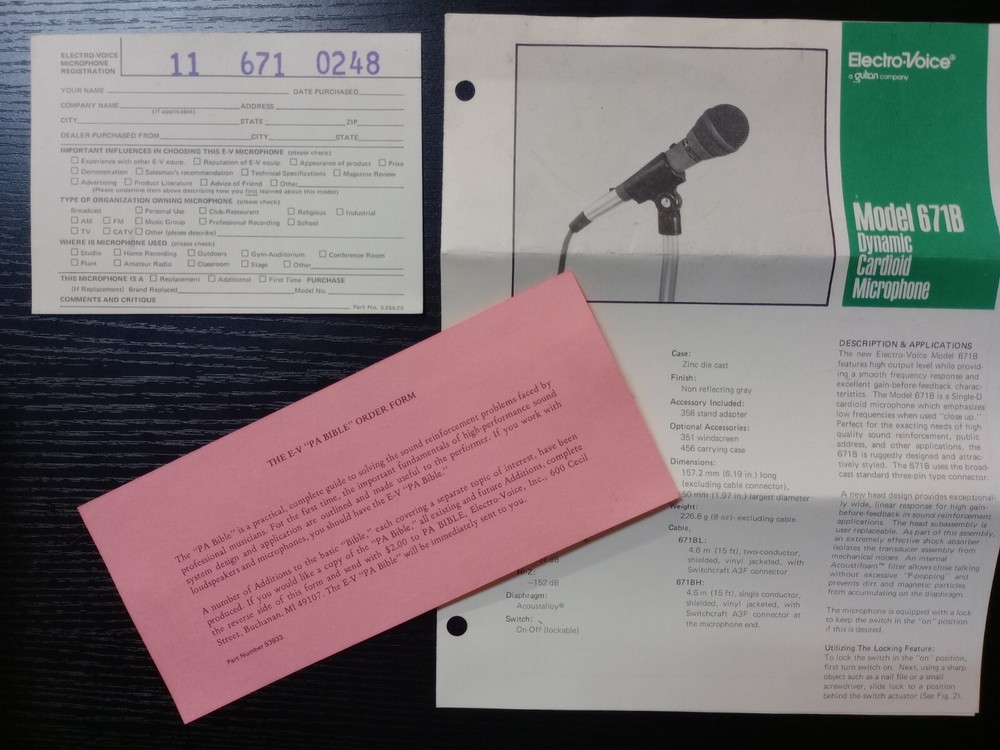 ELECTRO-VOICE
MICROPHONE
REGISTRATION
11 671 0248
YOUR NAME DATE PURCHASED
COMPANY NAME ADDRESS
(if applicable)
CITY STATE ZIP
DEALER PURCHASED FROM CITY STATE
IMPORTANT INFLUENCES IN CHOOSING THIS E-V MICROPHONE (please check)
Experience with other E-V equip. Reputation of E-V equip Appearance of product Price
Demonstration Salesman's recommendation Technical Specifications Magazine Review
Advertising Product Literature Advice of Friend Other
(Please underline item above describing how you first learned about this model)
TYPE OF ORGANIZATION OWNING MICROPHONE (please check)
Broadcast Personal Use Club-Restaurant Religious Industrial
AM FM Music Group Professional Recording School
TV CATV Other (please describe)
WHERE IS MICROPHONE USED (please check)
Studio Home Recording Outdoors Gym-Auditorium Conference Room
Plant Amateur Radio Classroom Stage Other
THIS MICROPHONE IS A Replacement Additional First Time PURCHASE
(If Replacement) Brand Replaced Model No.
COMMENTS AND CRITIQUE
Part No. 535625
Electro-Voice®
a gulton company
Model 671B
Dynamic
Cardioid
Microphone
THE E-V "PA BIBLE" ORDER FORM
The "PA Bible" is a practical, complete guide to solving the sound reinforcement problems faced by
professional musicians. For the first time, the important fundamentals of high-performance sound
system design and application are outlined and made useful to the performer. If you work with
loudspeakers and microphones, you should have the E-V "PA Bible."
A number of Additions to the basic "Bible," each covering a separate topic of interest, have been
produced. If you would like a copy of the "PA Bible" all existing and future Additions, complete
the reverse side of this form and send with $2.00 to PA BIBLE, Electro-Voice, Inc., 600 Cecil
Street, Buchanan, MI 49107. The E-V "PA Bible" will be immediately sent to you.
Part Number 53933
-152 dB
Diaphragm:
Acoustalloy®
Switch:
On-Off (lockable)
Case:
Zinc die cast
Finish:
Non reflecting gray
Accessory Included:
356 stand adapter
Optional Accessories:
351 windscreen
456 carrying case
Dimensions:
157.2 mm (6.19 in.) long
(excluding cable connector),
50 mm (1.97 in.) largest diameter
Weight:
226.8 g (8 oz) excluding cable
Cable,
671BL:
4.6 m (15 ft), two-conductor,
shielded, vinyl jacketed, with
Switchcraft A3F connector
671BH:
4.6 m (15 ft), single conductor,
shielded, vinyl jacketed, with
Switchcraft A3F connector at
the microphone end.
DESCRIPTION & APPLICATIONS
The new Electro-Voice Model 671B
features high output level while provid-
ing a smooth frequency response and
excellent gain-before-feedback charac-
teristics. The Model 671B is a Single-D
cardioid microphone which emphasizes
low frequencies when used "close up."
Perfect for the exacting needs of high
quality sound reinforcement, public
address, and other applications, the
671B is ruggedly designed and attrac-
tively styled. The 671B uses the broad-
cast standard three-pin type connector.
A new head design provides exceptional-
ly wide, linear response for high gain-
before-feedback in sound reinforcement
applications. The head subassembly is
user replaceable. As part of this assembly,
an extremely effective shock absorber
isolates the transducer assembly from
mechanical noises. An internal
Acoustifoam™ filter allows close talking
without excessive "P-popping" and
prevents dirt and magnetic particles
from accumulating on the diaphragm.
The microphone is equipped with a lock
to keep the switch in the "on" position
if this is desired.
Utilizing The Locking Feature:
To lock the switch in the "on" position,
first turn switch on. Next, using a sharp
object such as a nail file or a small
screwdriver, slide lock to a position
behind the switch actuator (See Fig. 2).